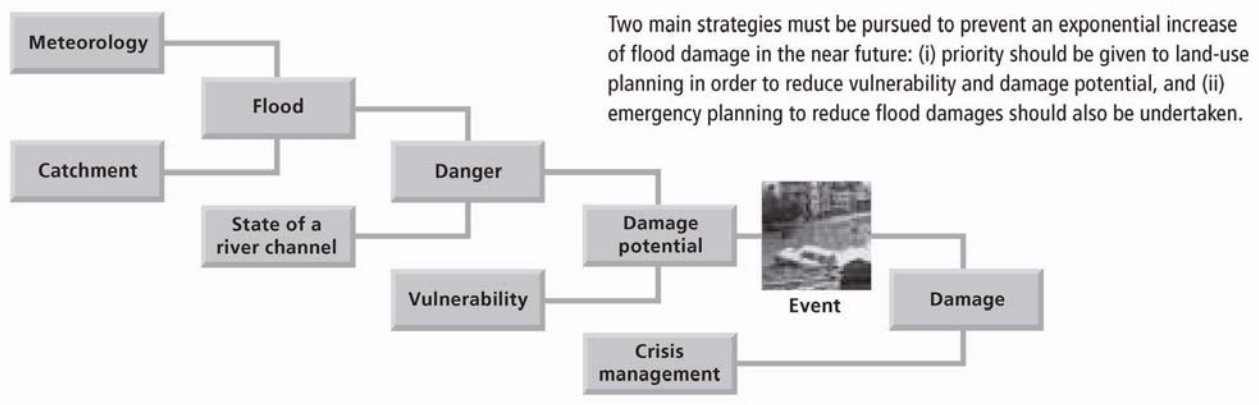 Two main strategies must be pursued to prevent an exponential increase
of flood damage in the near future: (i) priority should be given to land-use
planning in order to reduce vulnerability and damage potential, and (ii)
emergency planning to reduce flood damages should also be undertaken.
Meteorology
Flood
Catchment
Danger
State of a
river channel
Damage
potential
Vulnerability
Event
Damage
Crisis
management